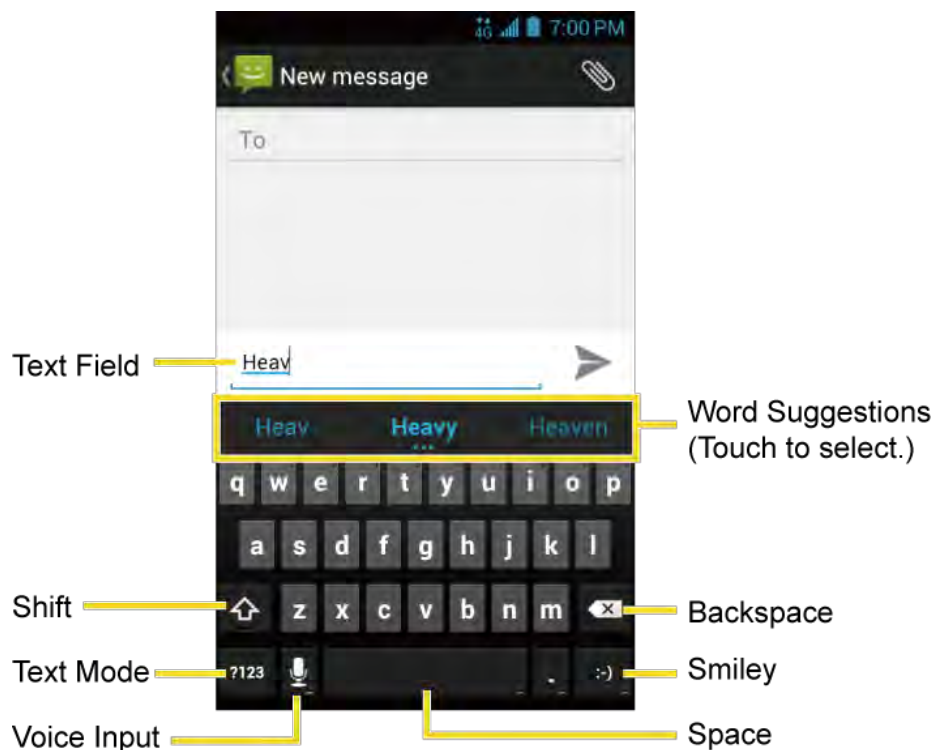 4G 7:00 PM
New message
To
Text Field
Heav
Heav Heavy Heaven
Word Suggestions
(Touch to select.)
q w e r t y u i o p
a s d f g h j k l
Shift
z x c v b n m
Backspace
Text Mode
?123 . :-)
Smiley
Voice Input
Space